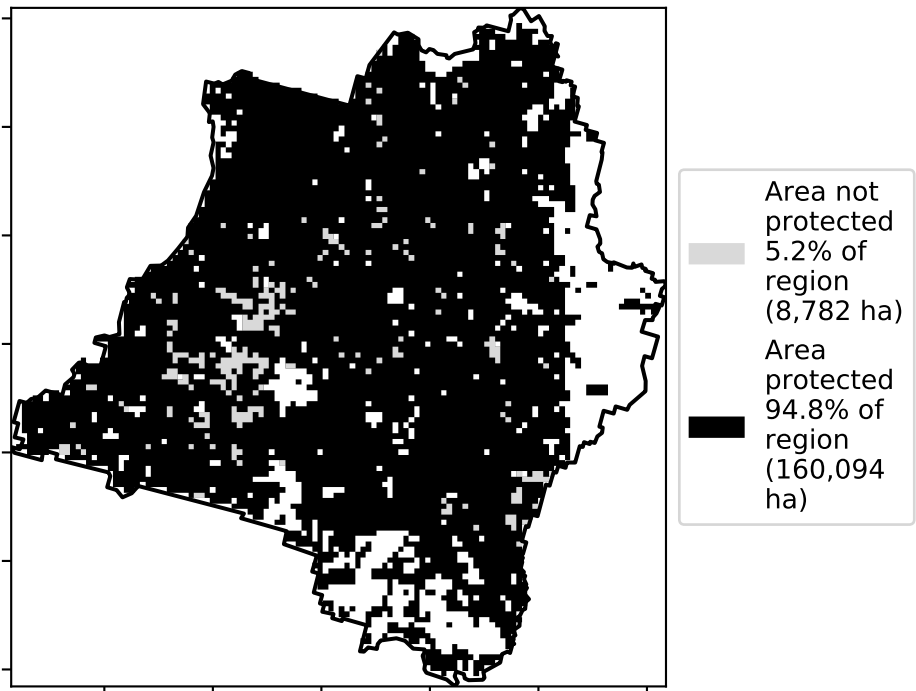 Area not
protected
5.2% of
region
(8,782 ha)
Area
protected
94.8% of
region
(160,094
ha)